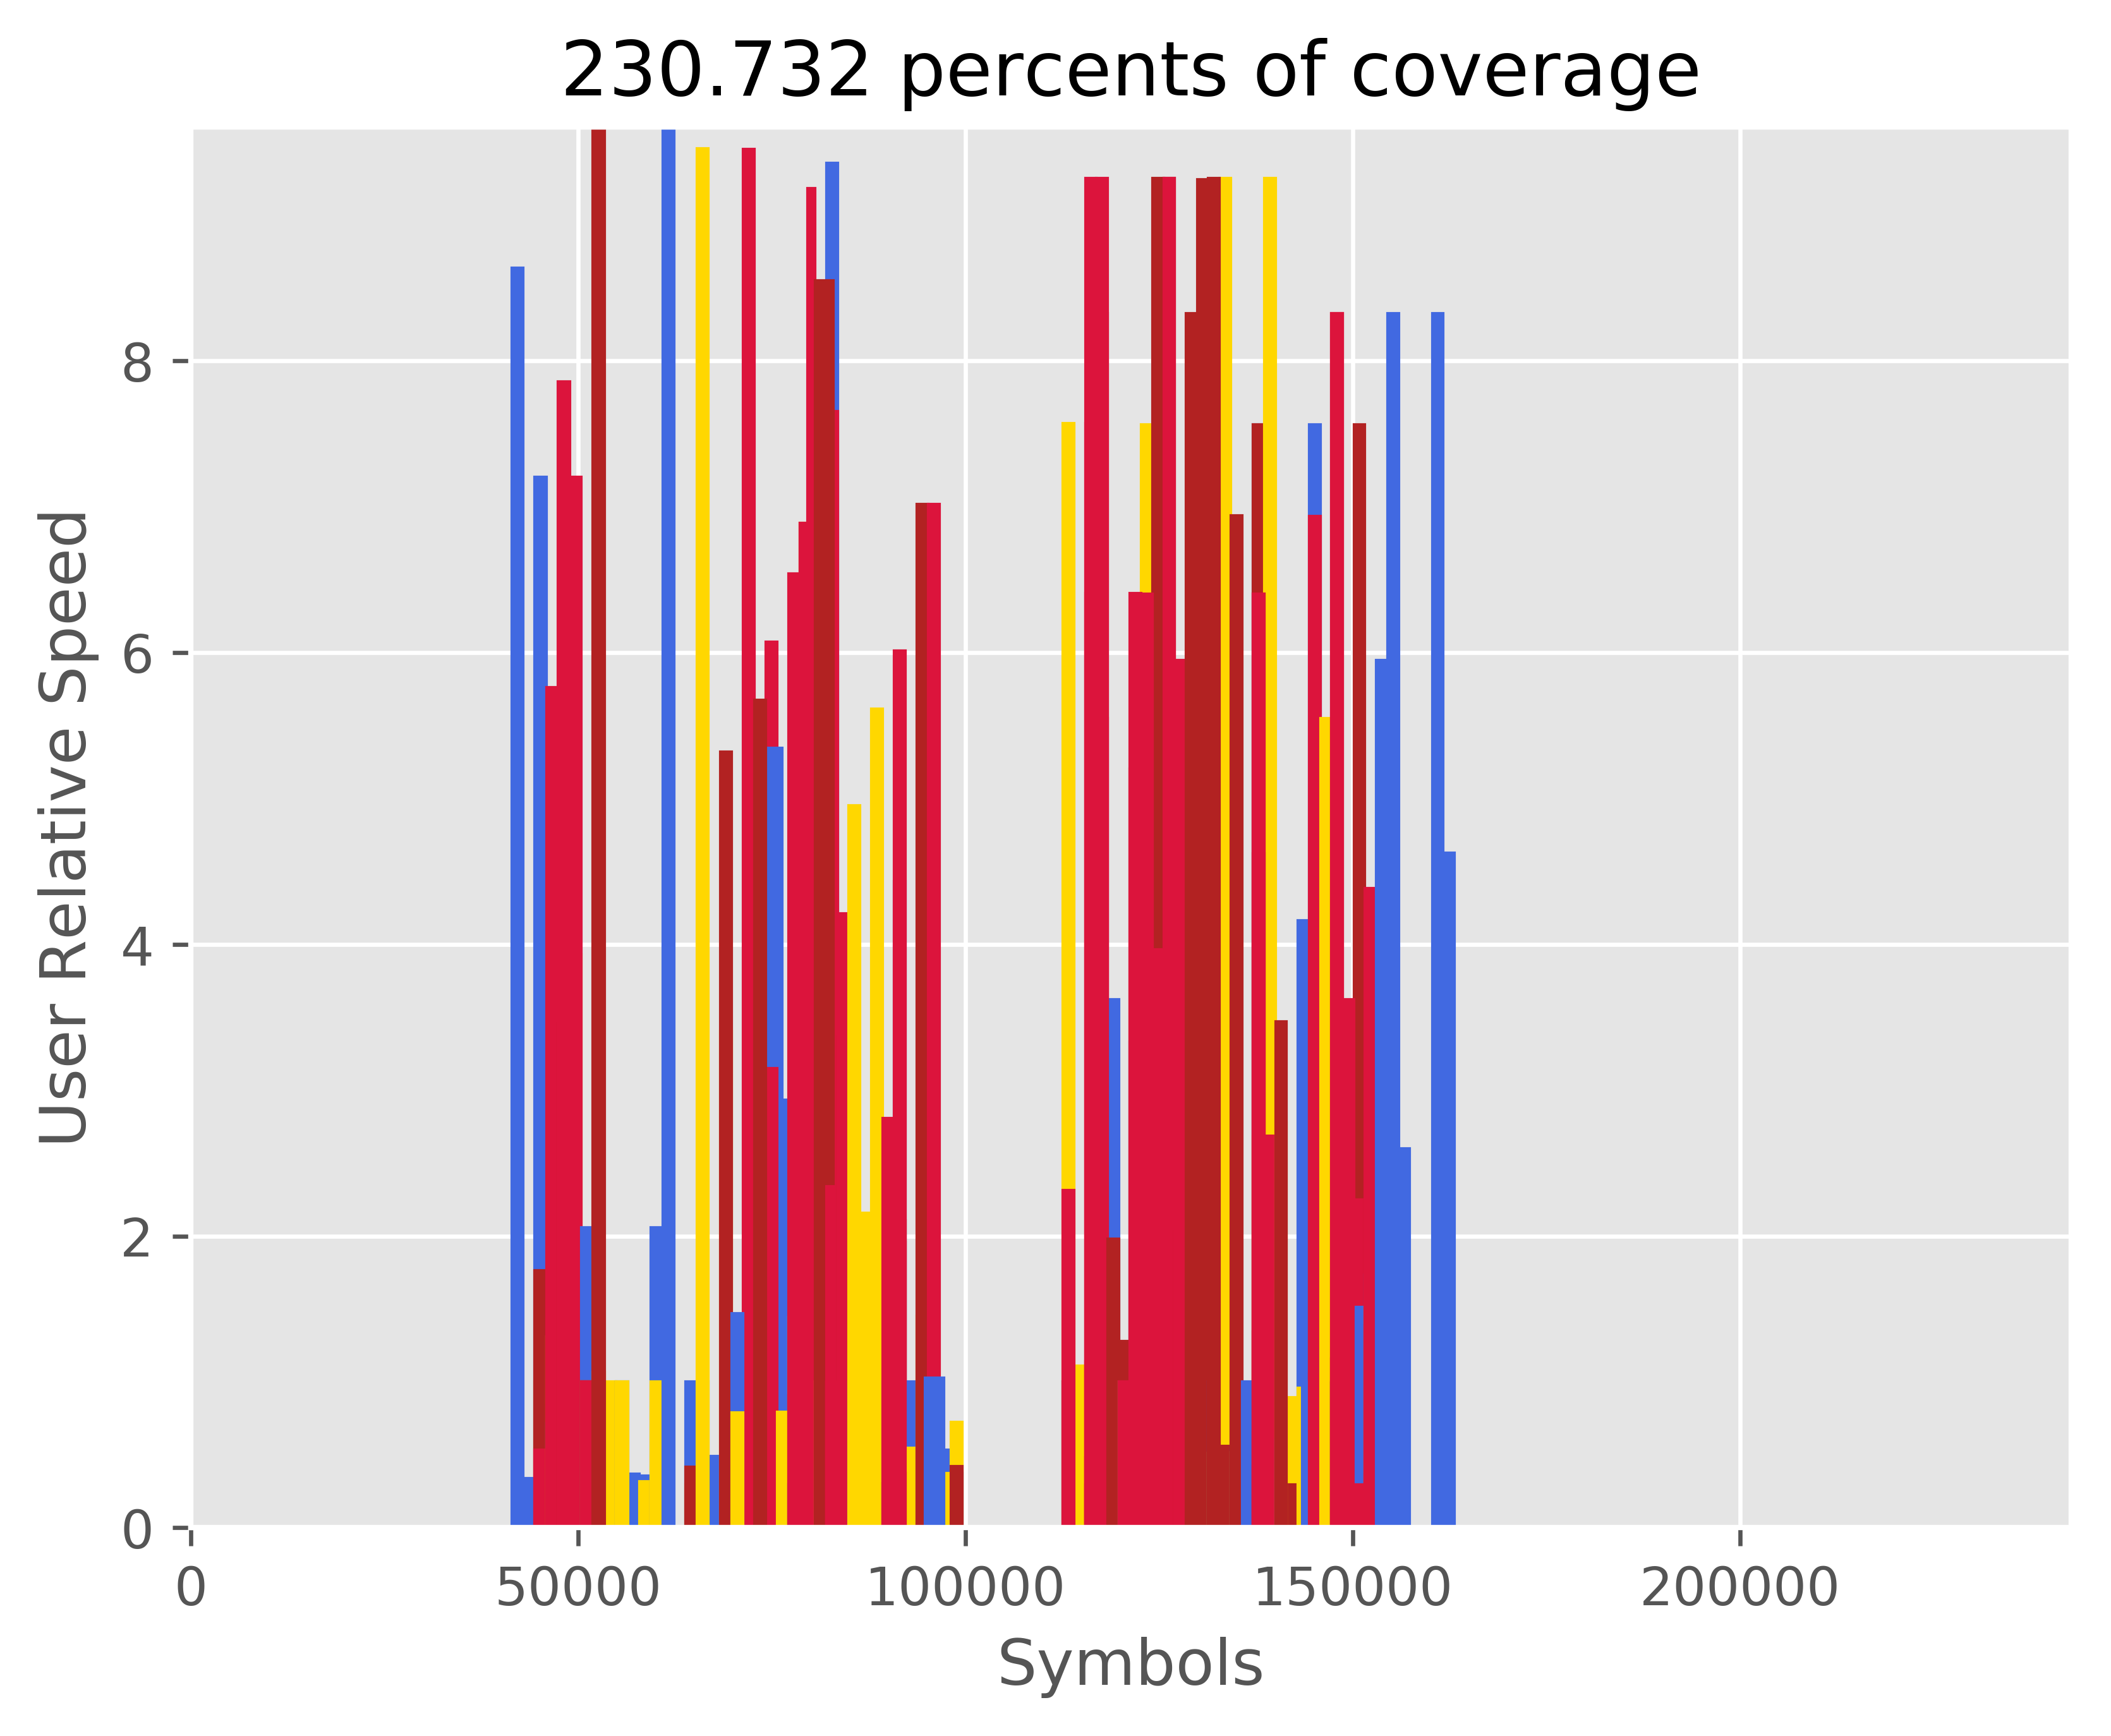 230.732 percents of coverage
8
6
4
2
0
User Relative Speed
0 50000 100000 150000 200000
Symbols